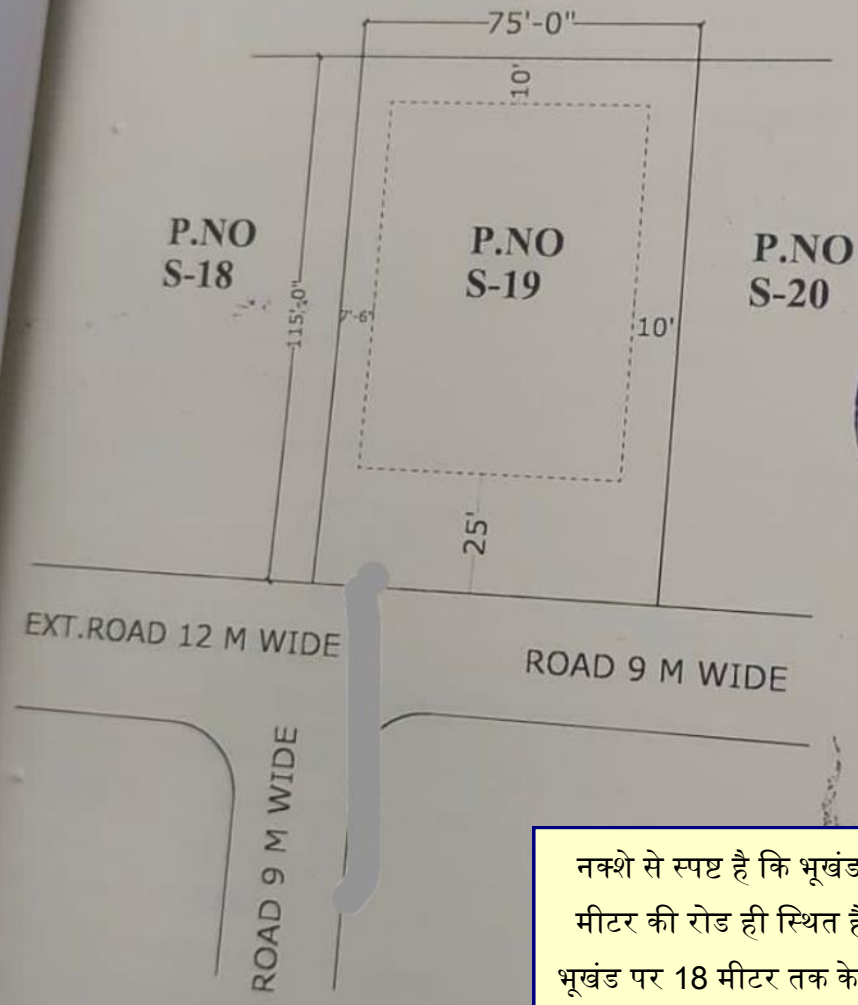 75'-0"
10'
P.NO
S-18
115'-0"
7'-6"
P.NO
S-19
10'
P.NO
S-20
25'
EXT.ROAD 12 M WIDE
ROAD 9 M WIDE
ROAD 9 M WIDE
नक्शे से स्पष्ट है कि भूखंड
मीटर की रोड ही स्थित है
भूखंड पर 18 मीटर तक के